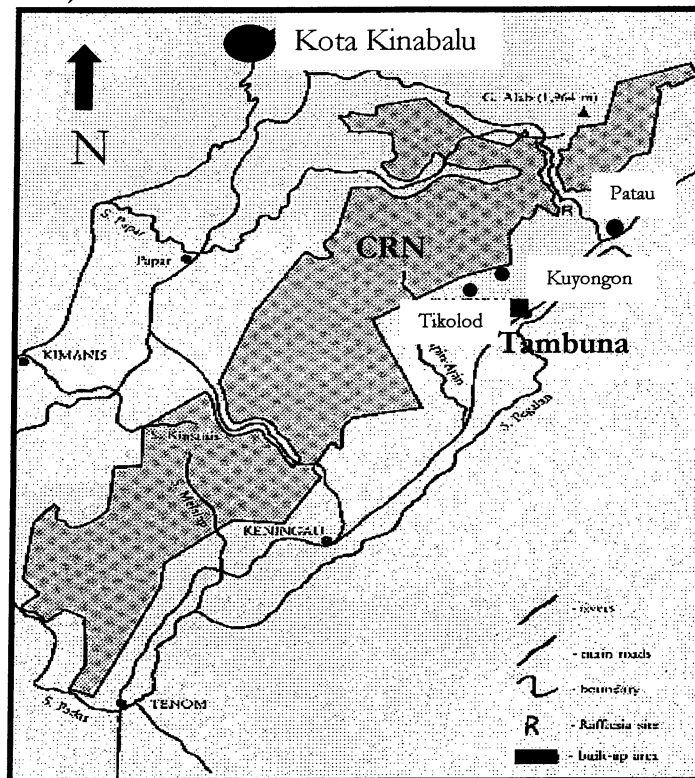 Kota Kinabalu
N
G. Alab (1,964 m)
Patau
R
S. Papar
Papar
CRN
Kuyongon
Tikolod
Tambuna
KIMANIS
S. Pegalan
KENINGAU
S. Padas
TENOM
- rivers
- main roads
- boundary
R - Rafflesia site
- built-up area